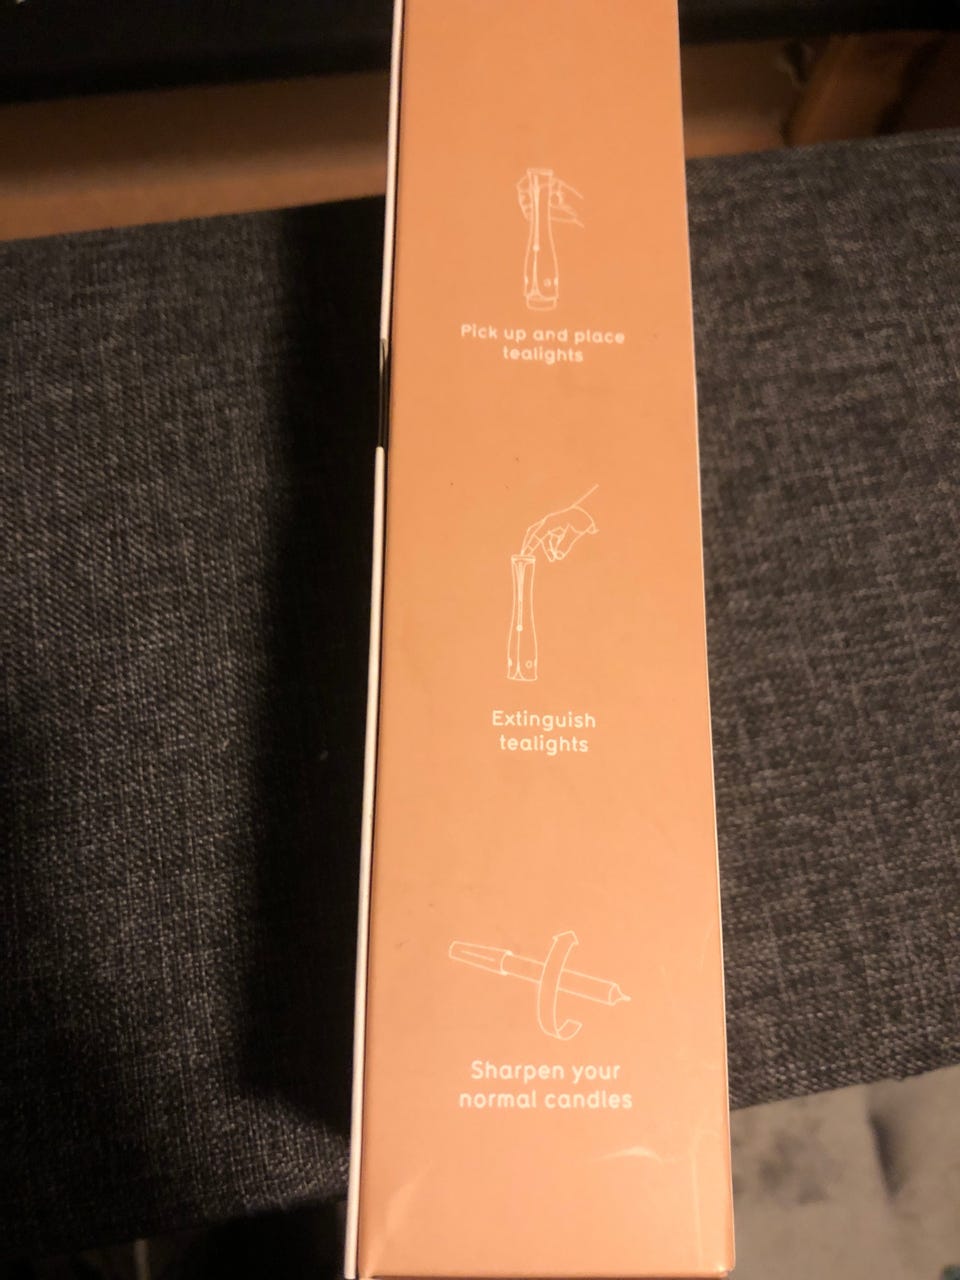 Pick up and place
tealights
Extinguish
tealights
Sharpen your
normal candles